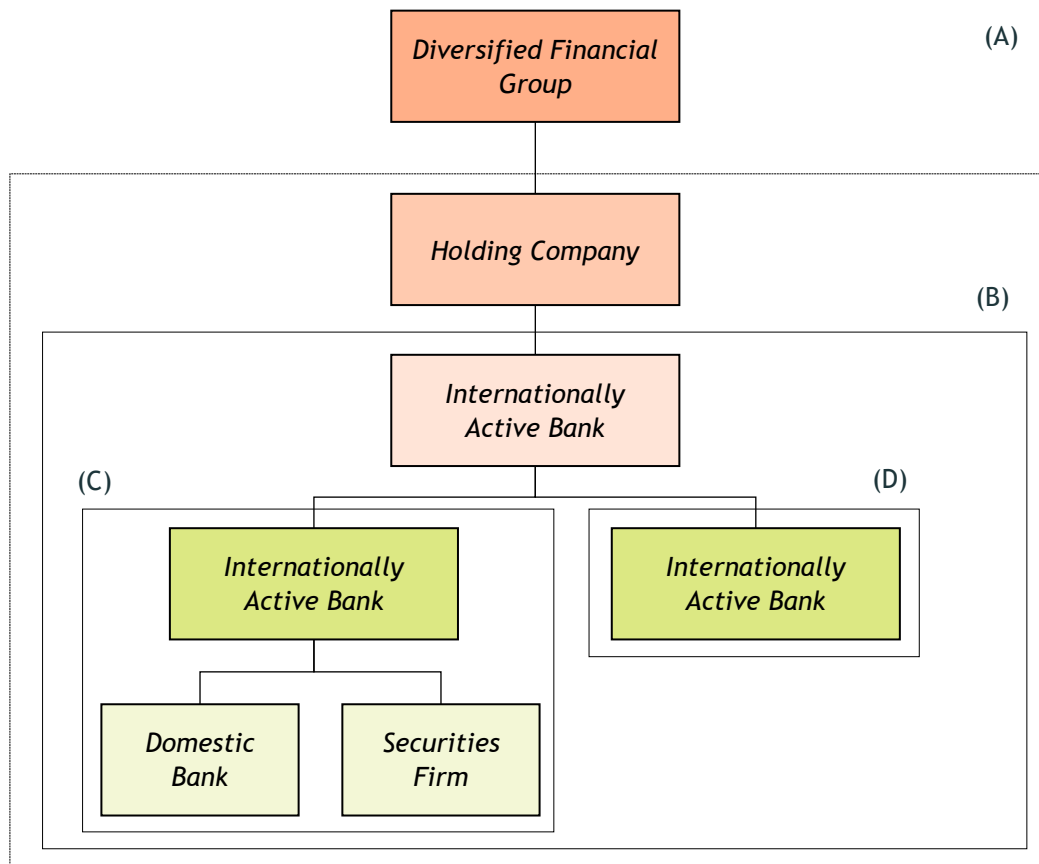 Diversified Financial
Group
(A)
Holding Company
(B)
Internationally
Active Bank
(C)
(D)
Internationally
Active Bank
Internationally
Active Bank
Domestic
Bank
Securities
Firm